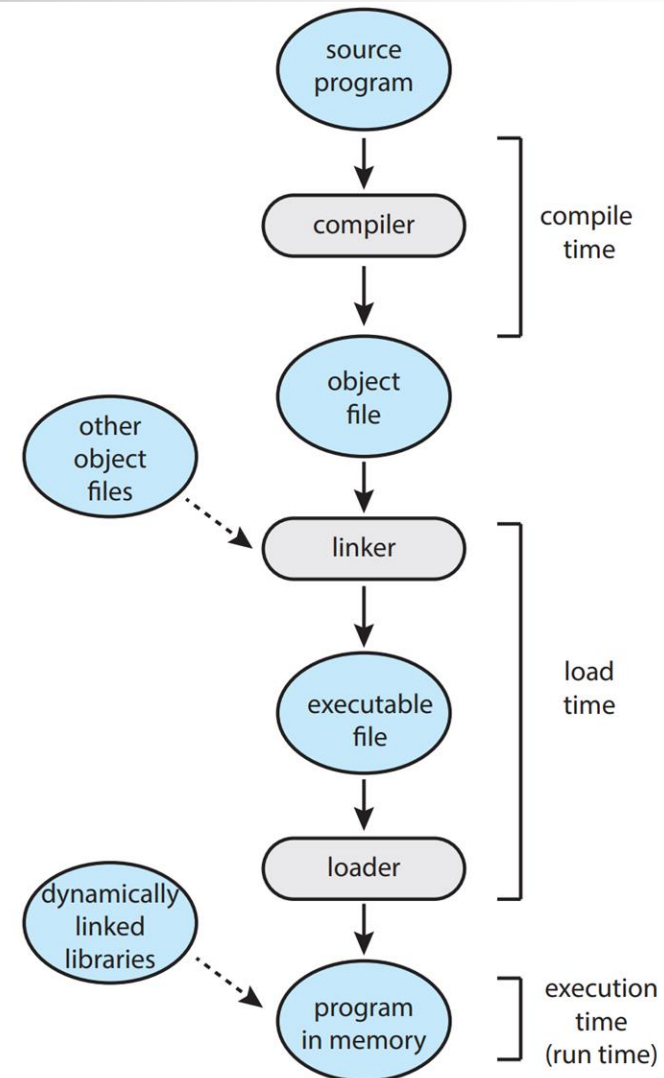 source
program
compiler
compile
time
object
file
other
object
files
linker
load
time
executable
file
loader
dynamically
linked
libraries
program
in memory
execution
time
(run time)